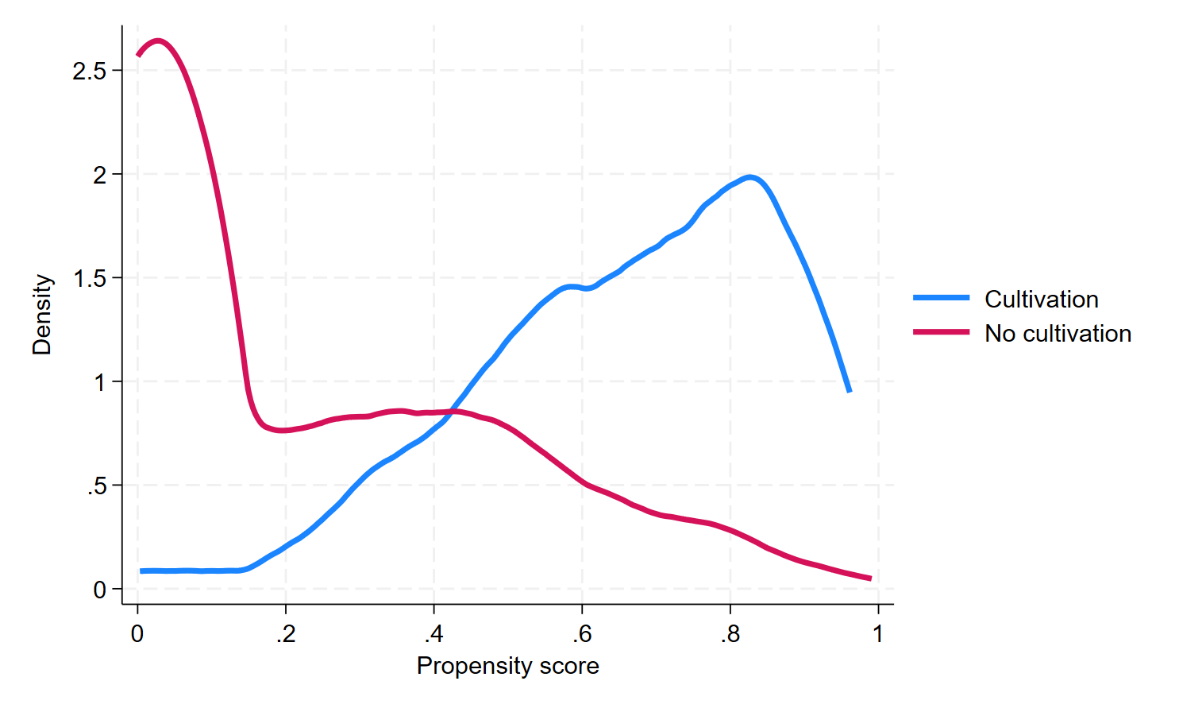 Density
2.5
2
1.5
1
.5
0
0 .2 .4 .6 .8 1
Propensity score
Cultivation
No cultivation